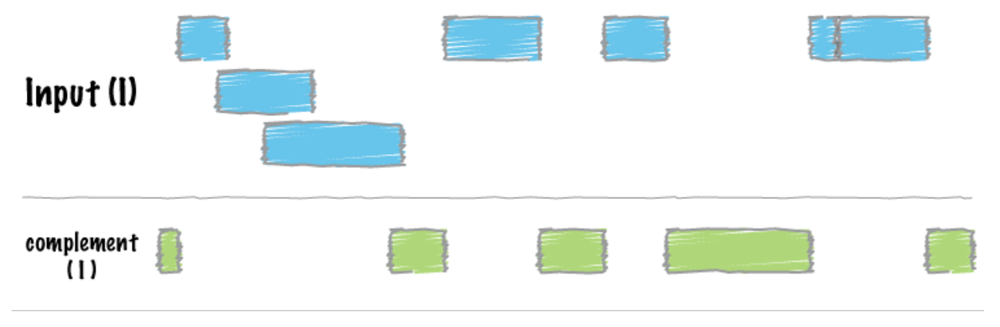 Input (I)
complement
(I)